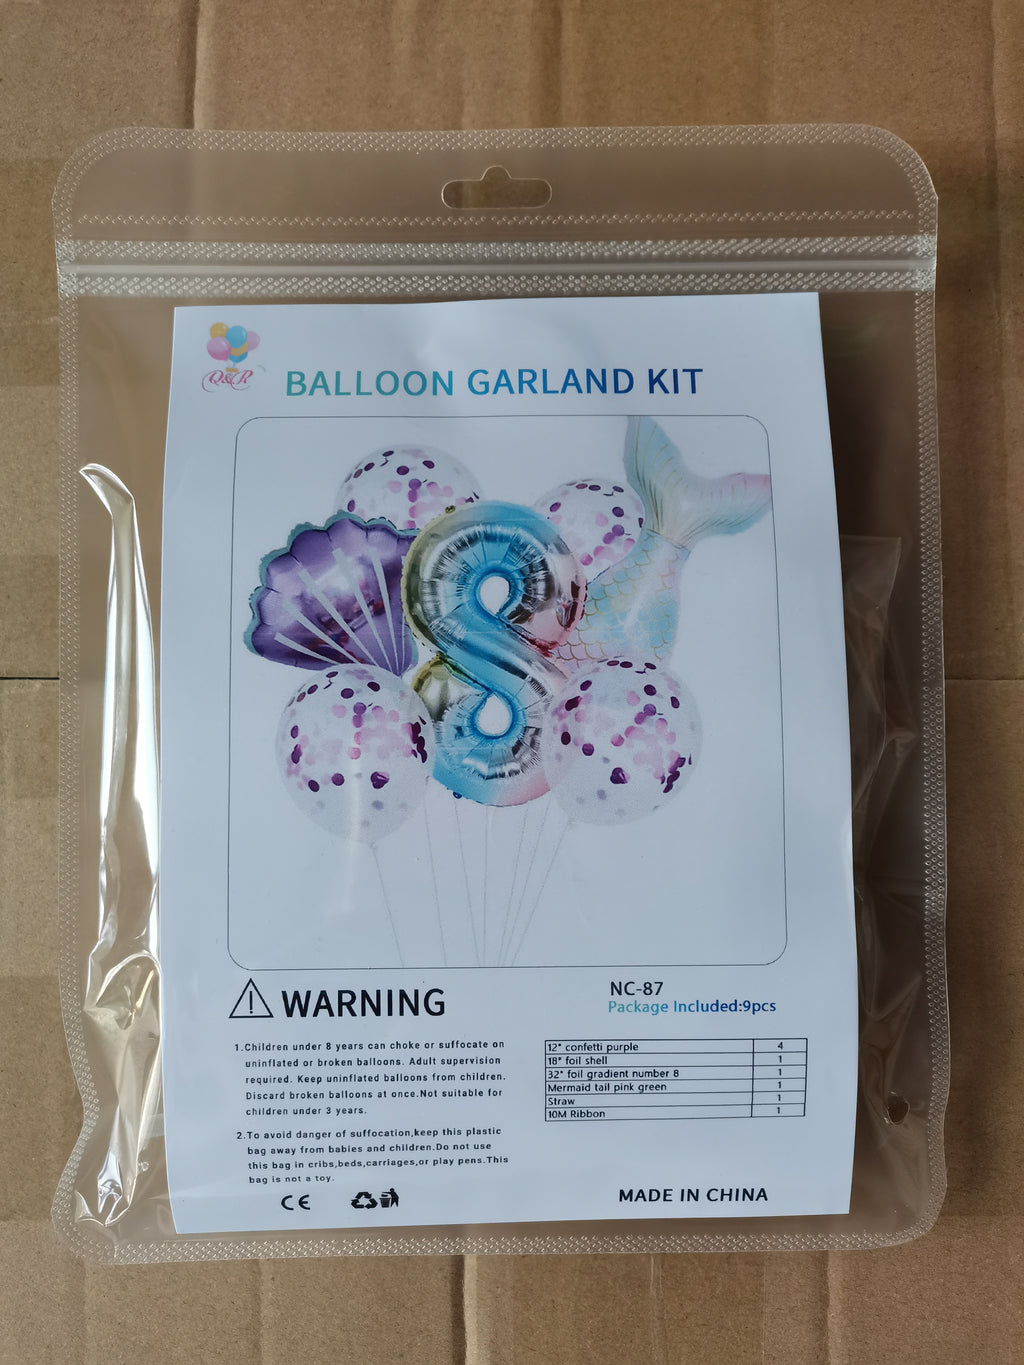 Q&R
BALLOON GARLAND KIT
8
WARNING
1.Children under 8 years can choke or suffocate on
uninflated or broken balloons. Adult supervision
required. Keep uninflated balloons from children.
Discard broken balloons at once.Not suitable for
children under 3 years.
2.To avoid danger of suffocation,keep this plastic
bag away from babies and children.Do not use
this bag in cribs,beds,carriages,or play pens.This
bag is not a toy.
CE
NC-87
Package Included:9pcs
12" confetti purple 4
18" foil shell 1
32" foil gradient number 8 1
Mermaid tail pink green 1
Straw 1
10M Ribbon 1
MADE IN CHINA